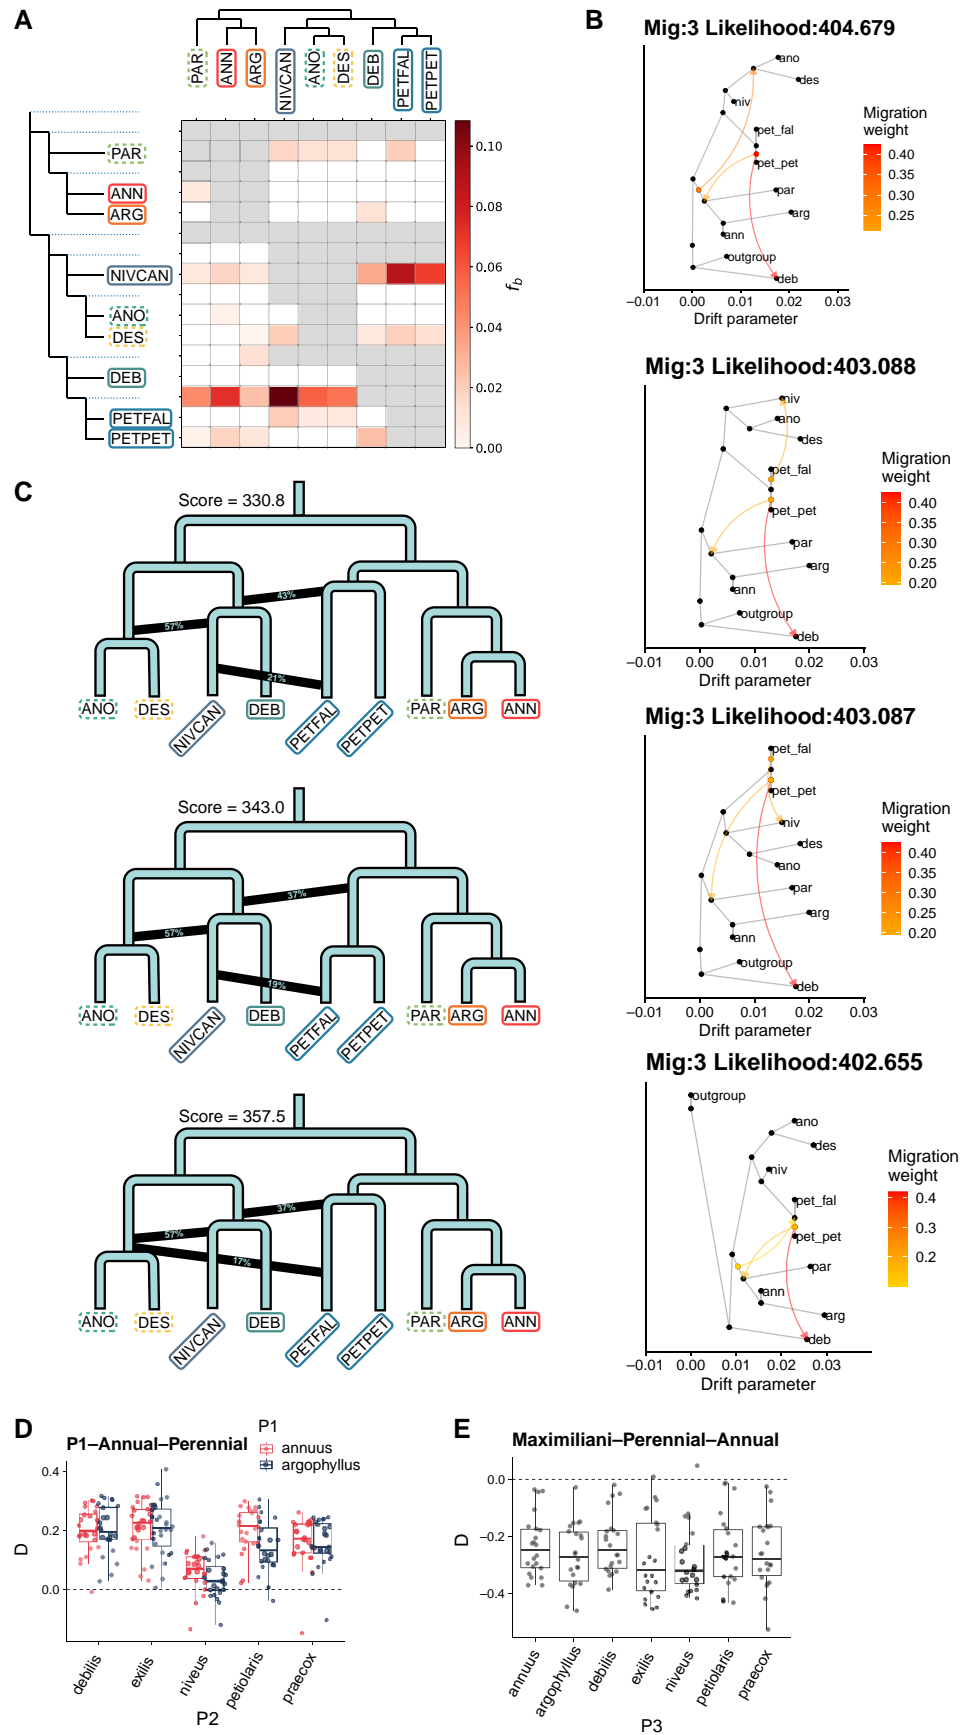 A
PAR
ANN
ARG
NIVCAN
ANO
DES
DEB
PETFAL
PETPET
PAR
ANN
ARG
NIVCAN
ANO
DES
DEB
PETFAL
PETPET
0.10
0.08
0.06
0.04
0.02
0.00
fb
B
Mig:3 Likelihood:404.679
ano
des
niv
pet_fal
pet_pet
par
arg
ann
outgroup
deb
−0.01 0.00 0.01 0.02 0.03
Drift parameter
Migration
weight
0.40
0.35
0.30
0.25
Mig:3 Likelihood:403.088
niv
ano
des
pet_fal
pet_pet
par
arg
ann
outgroup
deb
−0.01 0.00 0.01 0.02 0.03
Drift parameter
Migration
weight
0.40
0.35
0.30
0.25
0.20
Mig:3 Likelihood:403.087
pet_fal
pet_pet
niv
des
ano
par
arg
ann
outgroup
deb
−0.01 0.00 0.01 0.02 0.03
Drift parameter
Migration
weight
0.40
0.35
0.30
0.25
0.20
Mig:3 Likelihood:402.655
outgroup
ano
des
niv
pet_fal
pet_pet
par
ann
arg
deb
−0.01 0.00 0.01 0.02 0.03
Drift parameter
Migration
weight
0.4
0.3
0.2
C
Score = 330.8
43%
57%
21%
ANO DES NIVCAN DEB PETFAL PETPET PAR ARG ANN
Score = 343.0
37%
57%
19%
ANO DES NIVCAN DEB PETFAL PETPET PAR ARG ANN
Score = 357.5
37%
57%
17%
ANO DES NIVCAN DEB PETFAL PETPET PAR ARG ANN
D
P1−Annual−Perennial
P1
annuus
argophyllus
D
0.4
0.2
0.0
debilis
exilis
niveus
petiolaris
praecox
P2
E
Maximiliani−Perennial−Annual
D
0.0
−0.2
−0.4
annuus
argophyllus
debilis
exilis
niveus
petiolaris
praecox
P3